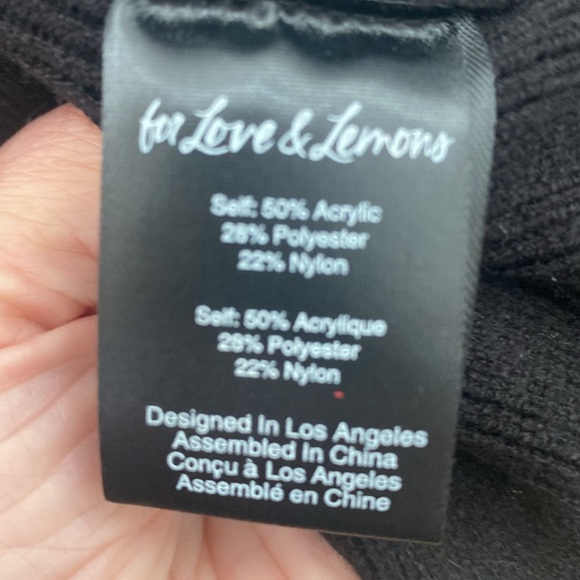 for Love & Lemons
Self: 50% Acrylic
28% Polyester
22% Nylon
Self: 50% Acrylique
28% Polyester
22% Nylon
Designed In Los Angeles
Assembled In China
Conçu à Los Angeles
Assemblé en Chine